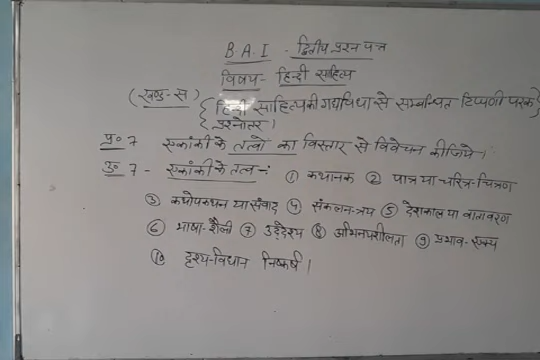 B.A.I - द्वितीय प्रश्न पत्र
विषय- हिन्दी साहित्य
(खण्ड-स) {हिन्दी साहित्य की गद्य विधा से सम्बन्धित टिप्पणी परक
प्रश्नोत्तर।}
प्र० 7 एकांकी के तत्वों का विस्तार से विवेचन कीजिये।
उ० 7 - एकांकी के तत्व -: ① कथानक ② पात्र या चरित्र-चित्रण
③ कथोपकथन या संवाद ④ संकलन-त्रय ⑤ देशकाल या वातावरण
⑥ भाषा-शैली ⑦ उद्देश्य ⑧ अभिनयशीलता ⑨ प्रभाव-ऐक्य
⑩ दृश्य-विधान निष्कर्ष।